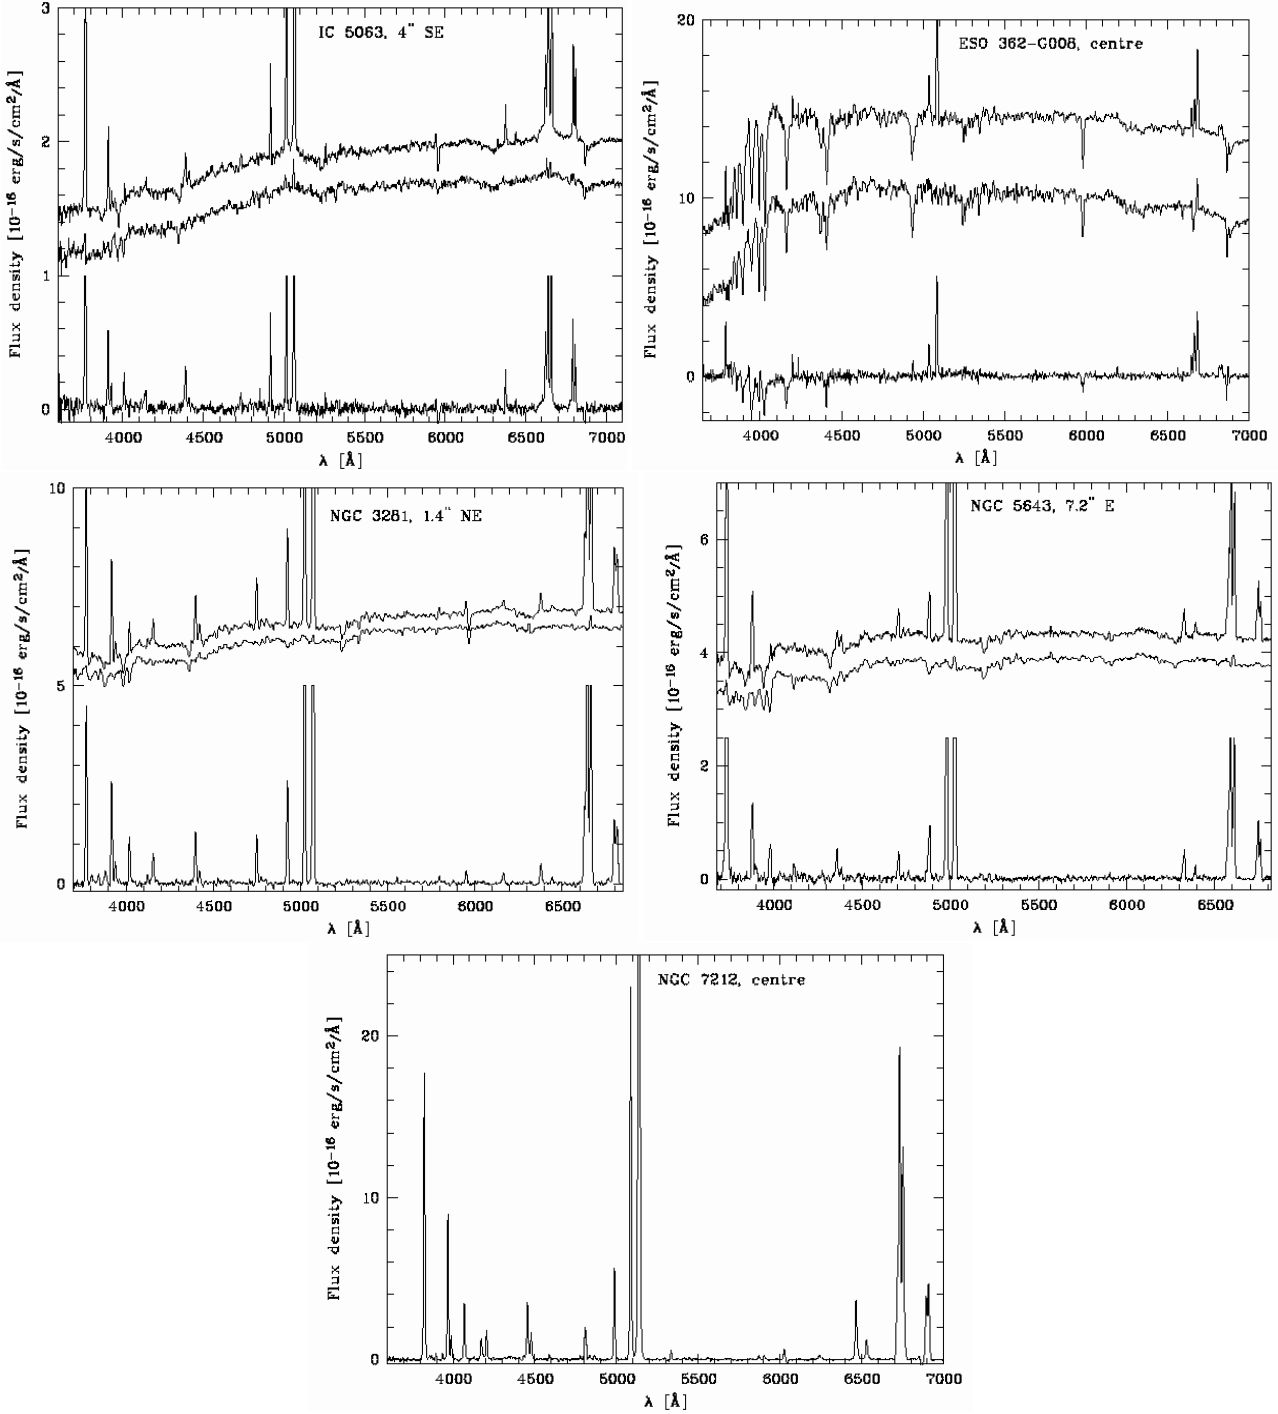 IC 5063, 4" SE
3
2
1
0
Flux density [10⁻¹⁶ erg/s/cm²/Å]
4000 4500 5000 5500 6000 6500 7000
λ [Å]
ESO 362-G008, centre
20
10
0
Flux density [10⁻¹⁶ erg/s/cm²/Å]
4000 4500 5000 5500 6000 6500 7000
λ [Å]
NGC 3281, 1.4" NE
10
5
0
Flux density [10⁻¹⁶ erg/s/cm²/Å]
4000 4500 5000 5500 6000 6500
λ [Å]
NGC 5643, 7.2" E
6
4
2
0
Flux density [10⁻¹⁶ erg/s/cm²/Å]
4000 4500 5000 5500 6000 6500
λ [Å]
NGC 7212, centre
20
10
0
Flux density [10⁻¹⁶ erg/s/cm²/Å]
4000 4500 5000 5500 6000 6500 7000
λ [Å]